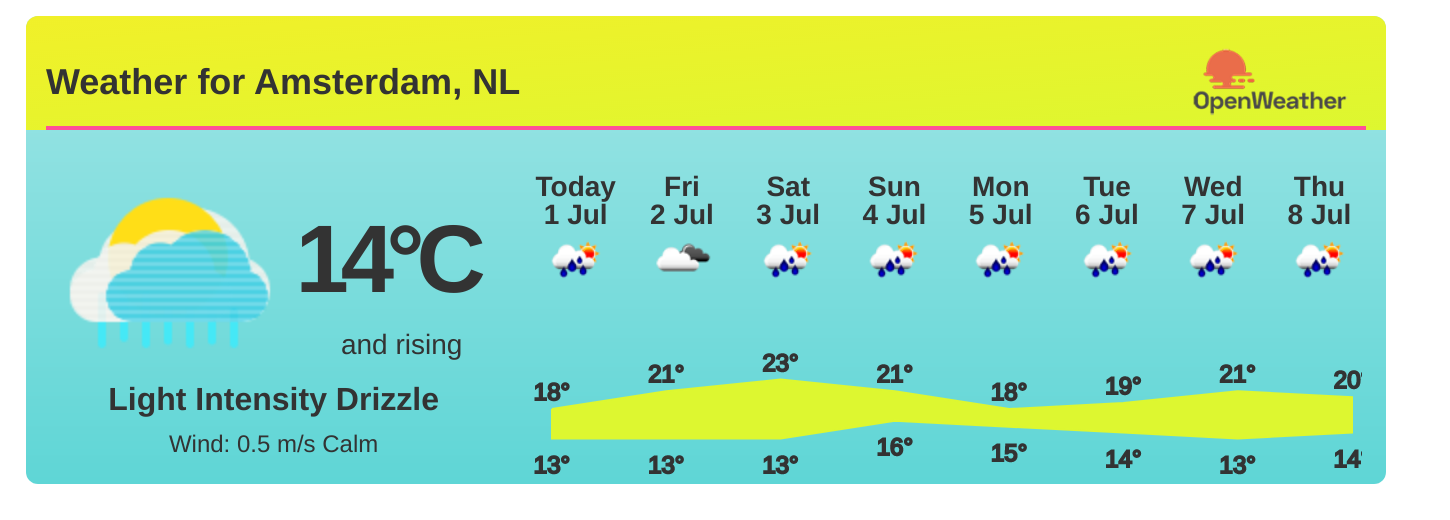 Weather for Amsterdam, NL
OpenWeather
14°C
and rising
Light Intensity Drizzle
Wind: 0.5 m/s Calm
Today Fri Sat Sun Mon Tue Wed Thu
1 Jul 2 Jul 3 Jul 4 Jul 5 Jul 6 Jul 7 Jul 8 Jul
18° 21° 23° 21° 18° 19° 21° 20°
13° 13° 13° 16° 15° 14° 13° 14°